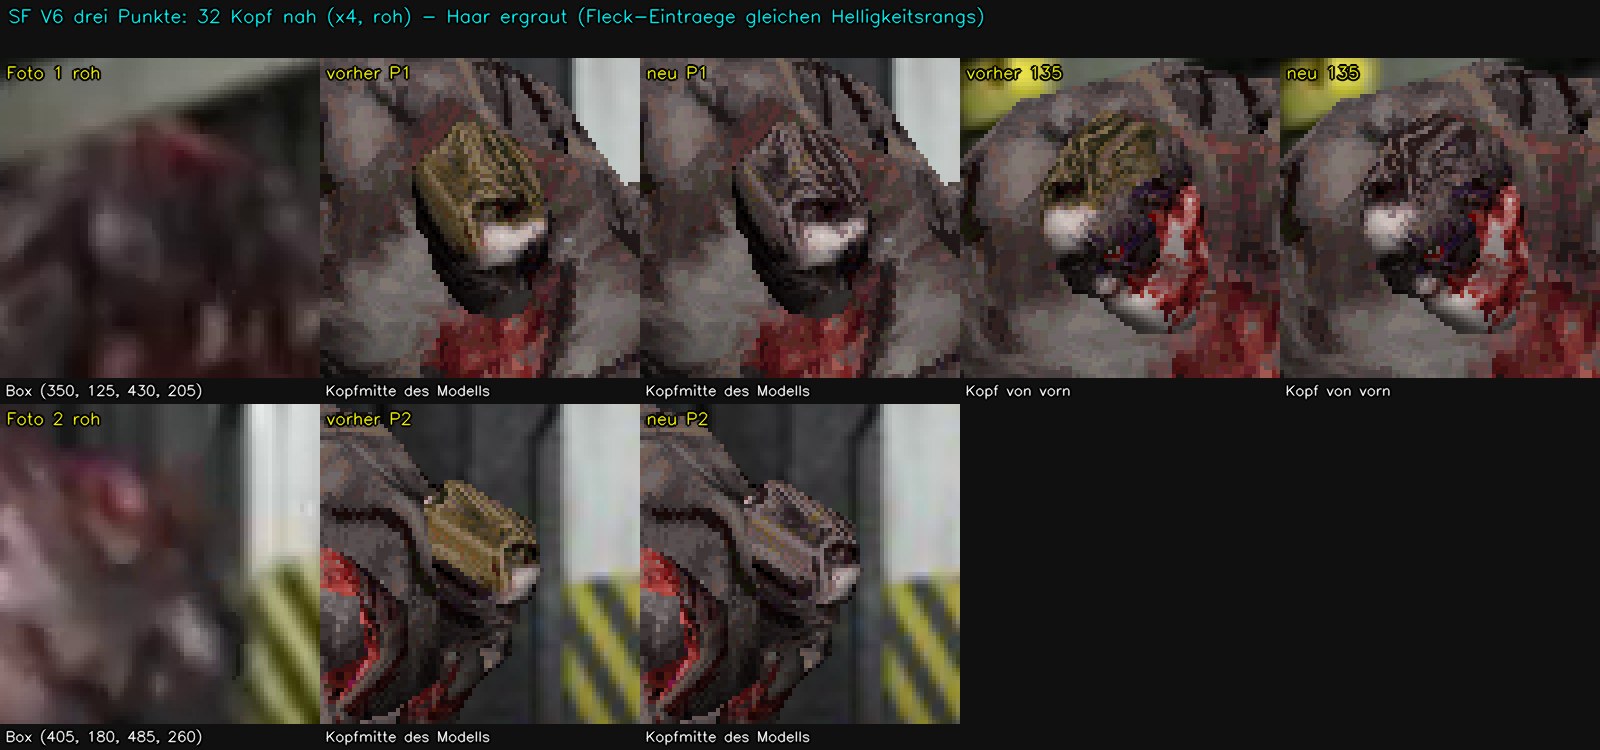 SF V6 drei Punkte: 32 Kopf nah (x4, roh) – Haar ergraut (Fleck-Eintraege gleichen Helligkeitsrangs)
Foto 1 roh
vorher P1
neu P1
vorher 135
neu 135
Box (350, 125, 430, 205)
Kopfmitte des Modells
Kopfmitte des Modells
Kopf von vorn
Kopf von vorn
Foto 2 roh
vorher P2
neu P2
Box (405, 180, 485, 260)
Kopfmitte des Modells
Kopfmitte des Modells